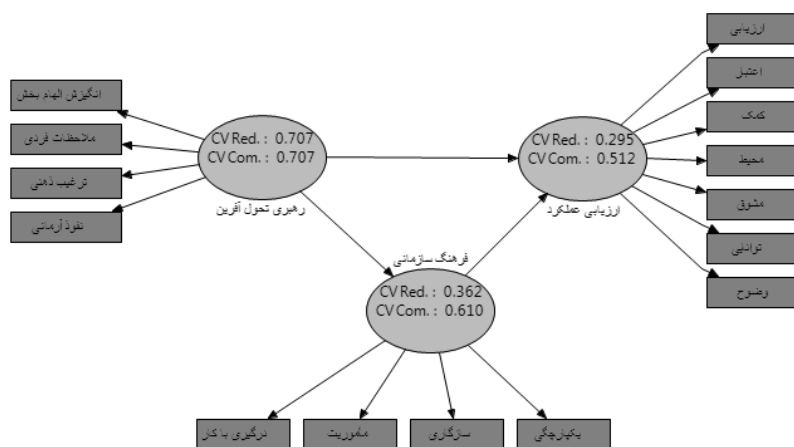 انگیزش الهام بخش
ملاحظات فردی
ترغیب ذهنی
نفوذ آرمانی
CV Red. : 0.707
CV Com. : 0.707
رهبری تحول آفرین
CV Red. : 0.295
CV Com. : 0.512
ارزیابی عملکرد
ارزیابی
اعتبار
کمک
محیط
مشوق
توانایی
وضوح
فرهنگ سازمانی
CV Red. : 0.362
CV Com. : 0.610
درگیری با کار
ماموریت
سازگاری
یکپارچگی